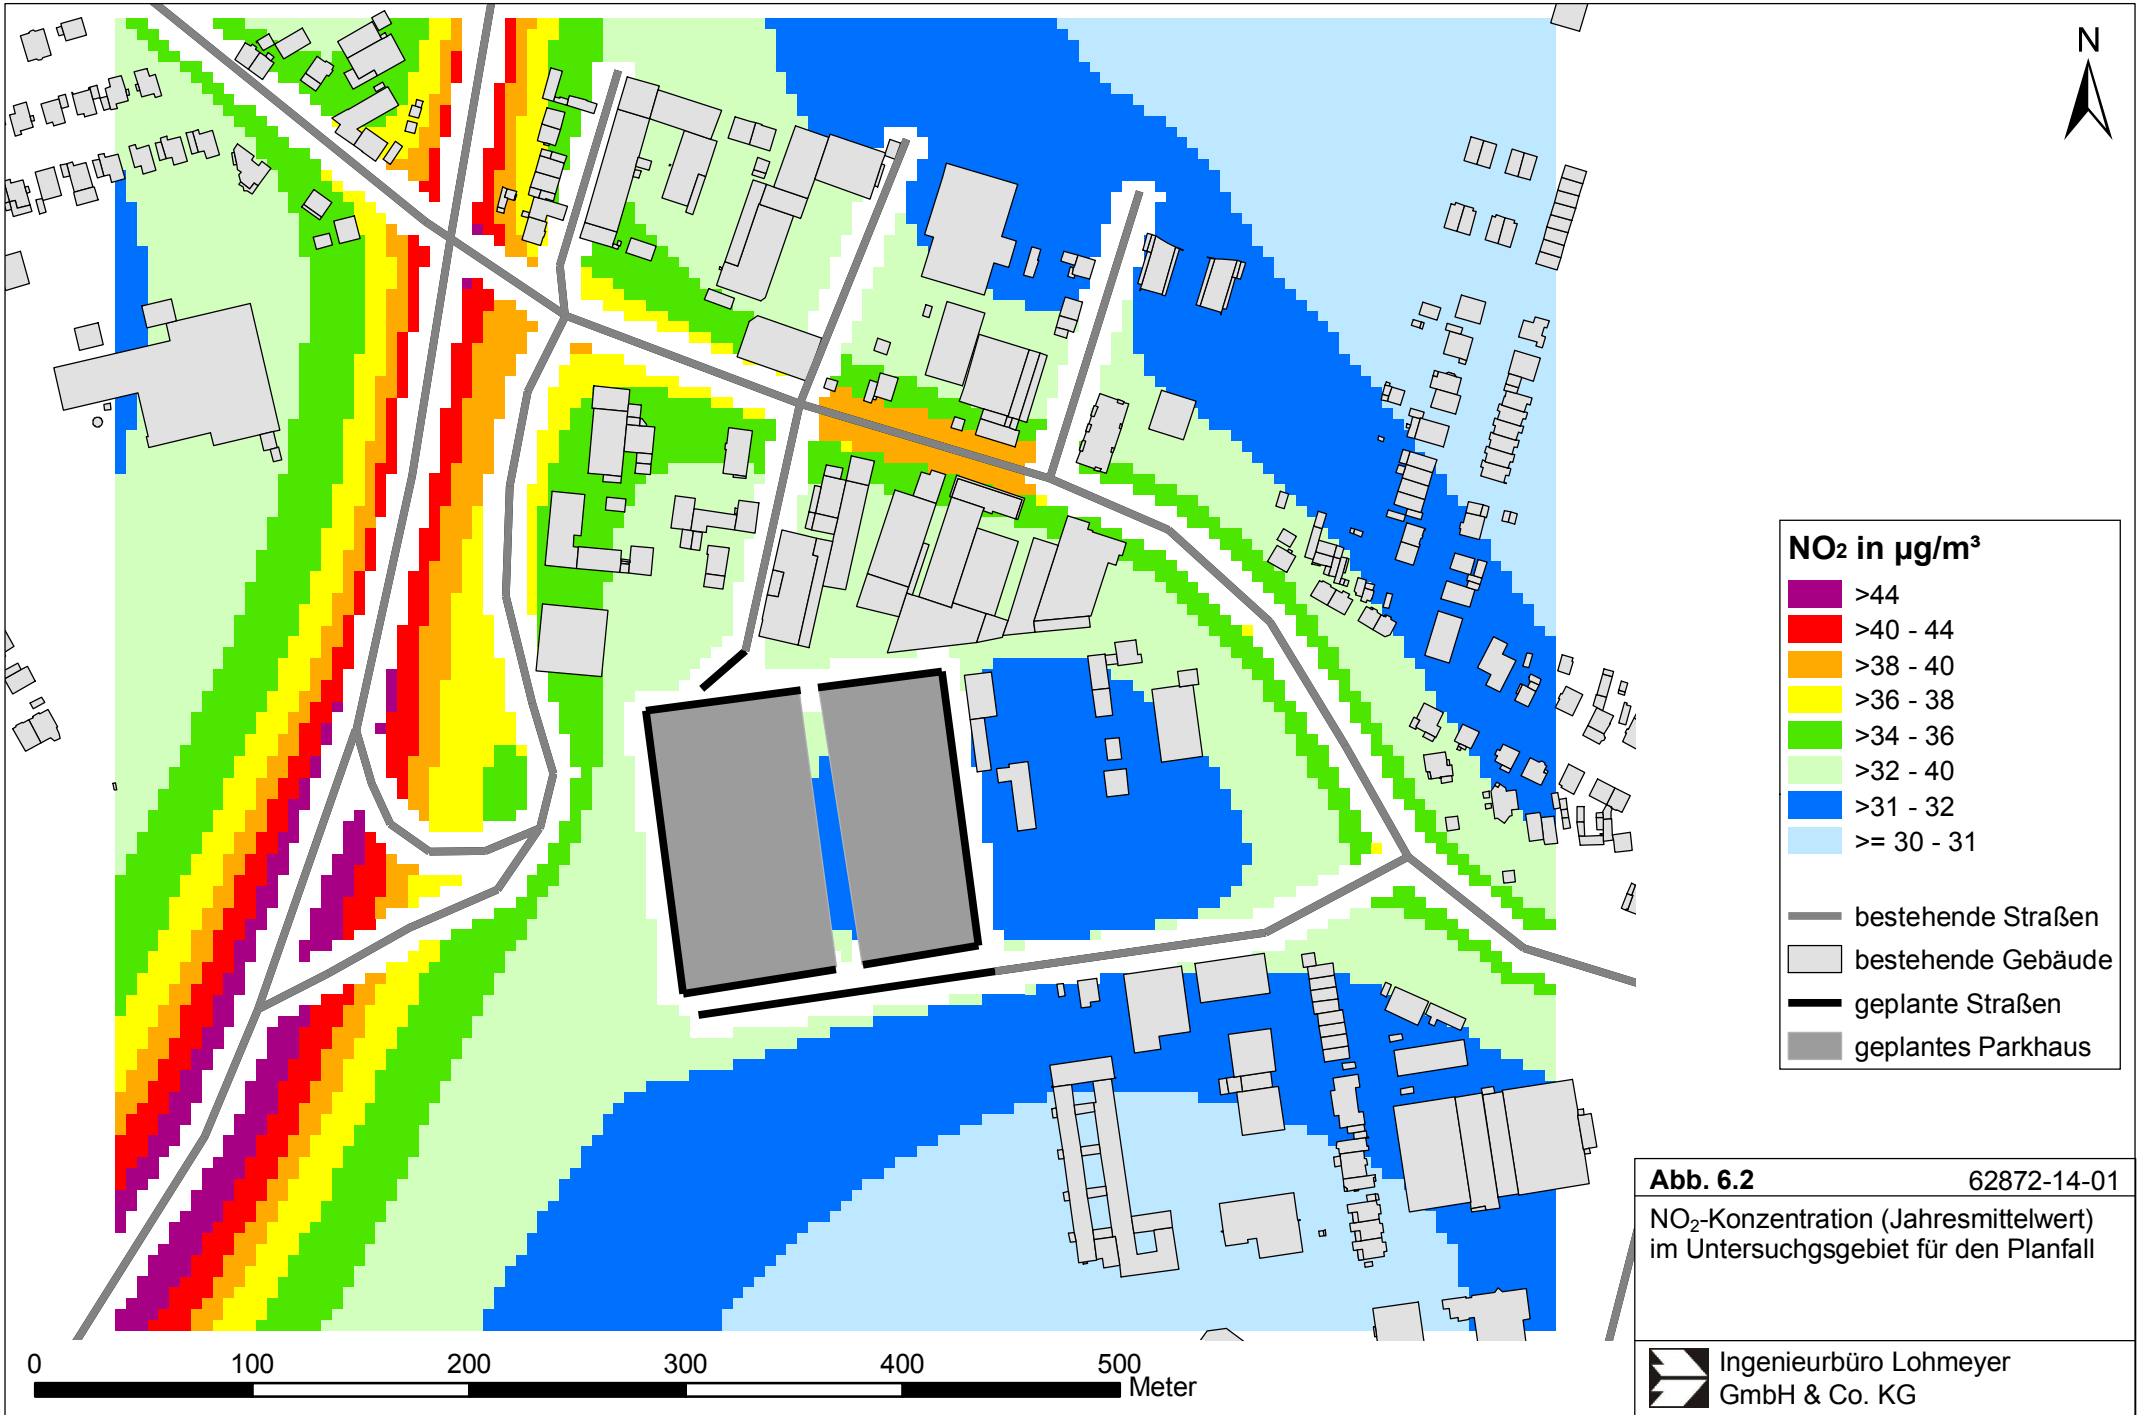 N
NO₂ in µg/m³
>44
>40 - 44
>38 - 40
>36 - 38
>34 - 36
>32 - 40
>31 - 32
>= 30 - 31
bestehende Straßen
bestehende Gebäude
geplante Straßen
geplantes Parkhaus
Abb. 6.2 62872-14-01
NO₂-Konzentration (Jahresmittelwert)
im Untersuchgsgebiet für den Planfall
0 100 200 300 400 500
Meter
Ingenieurbüro Lohmeyer
GmbH & Co. KG